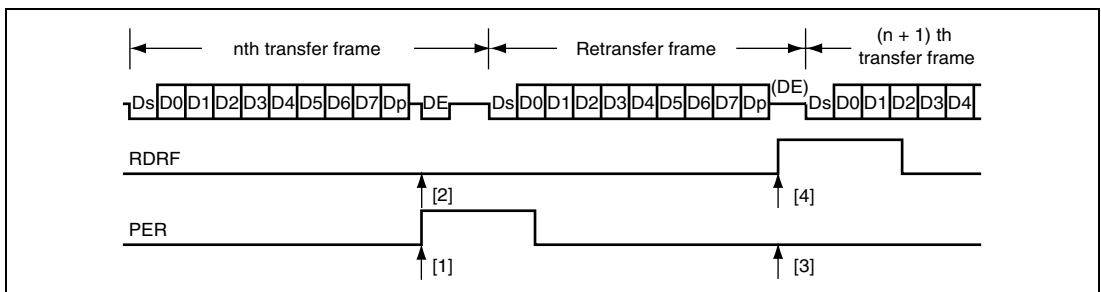 nth transfer frame
Retransfer frame
(n + 1) th
transfer frame
Ds D0 D1 D2 D3 D4 D5 D6 D7 Dp DE Ds D0 D1 D2 D3 D4 D5 D6 D7 Dp (DE) Ds D0 D1 D2 D3 D4
RDRF
[2]
[4]
PER
[1]
[3]